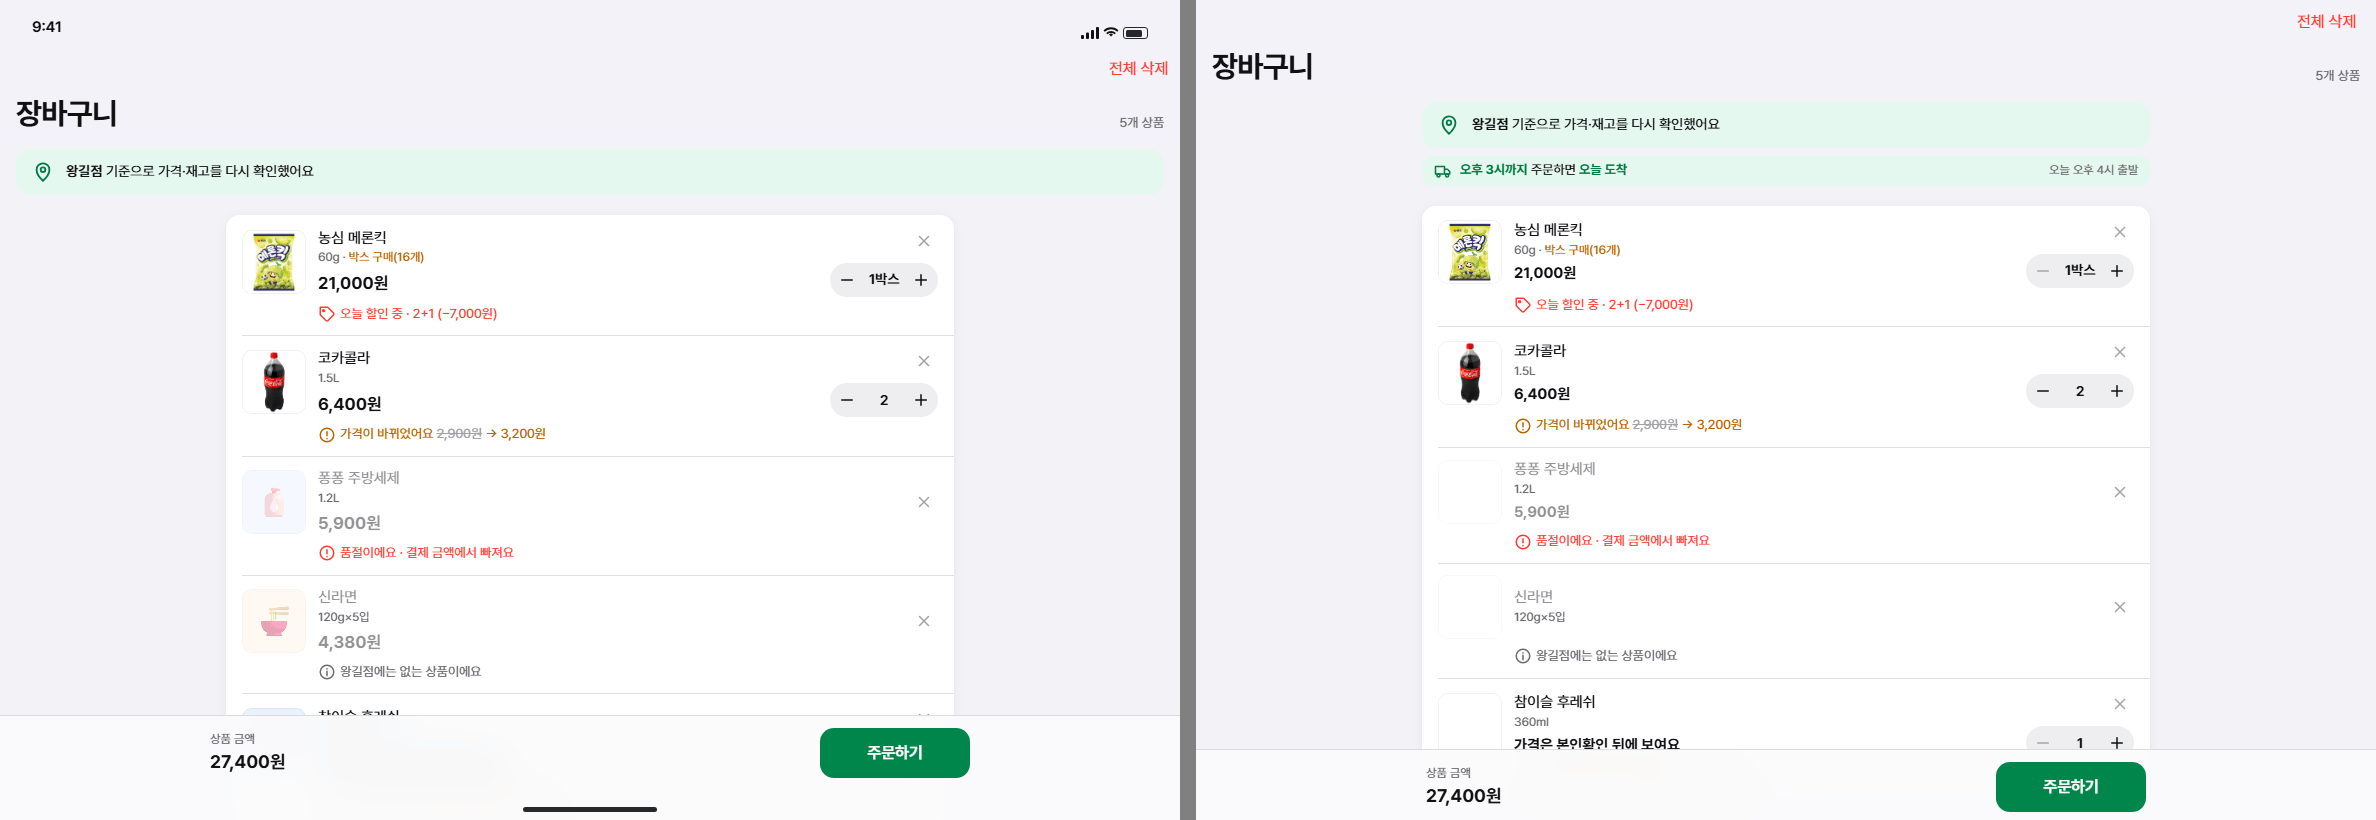 9:41
전체 삭제
장바구니
5개 상품
왕길점 기준으로 가격·재고를 다시 확인했어요
농심 메론킥
60g · 박스 구매(16개)
21,000원
1박스
오늘 할인 중 · 2+1 (−7,000원)
코카콜라
1.5L
6,400원
2
가격이 바뀌었어요 2,900원 → 3,200원
퐁퐁 주방세제
1.2L
5,900원
품절이에요 · 결제 금액에서 빠져요
신라면
120g×5입
4,380원
왕길점에는 없는 상품이에요
상품 금액
27,400원
주문하기
전체 삭제
장바구니
5개 상품
왕길점 기준으로 가격·재고를 다시 확인했어요
오후 3시까지 주문하면 오늘 도착
오늘 오후 4시 출발
농심 메론킥
60g · 박스 구매(16개)
21,000원
1박스
오늘 할인 중 · 2+1 (−7,000원)
코카콜라
1.5L
6,400원
2
가격이 바뀌었어요 2,900원 → 3,200원
퐁퐁 주방세제
1.2L
5,900원
품절이에요 · 결제 금액에서 빠져요
신라면
120g×5입
왕길점에는 없는 상품이에요
참이슬 후레쉬
360ml
가격은 본인확인 뒤에 보여요
1
상품 금액
27,400원
주문하기